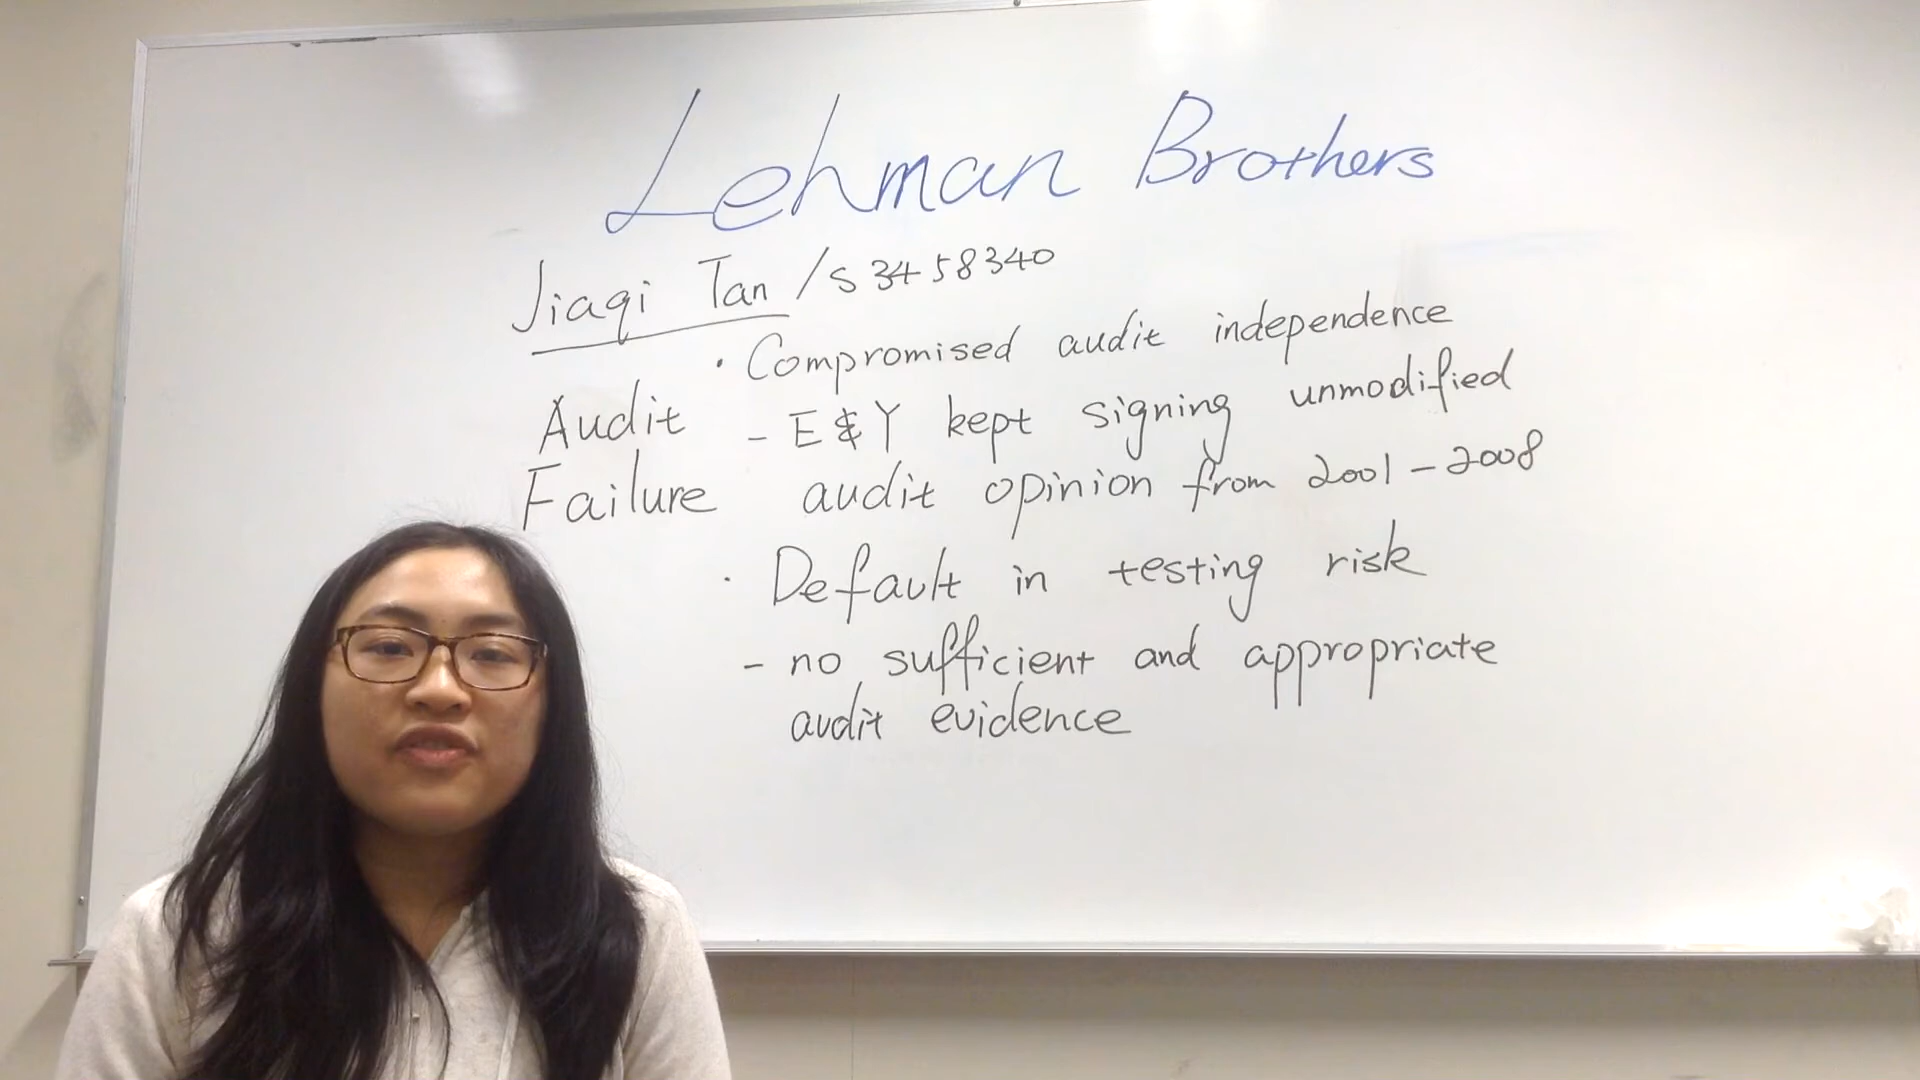 Lehman Brothers
Jiaqi Tan / s3458340
· Compromised audit independence
Audit - E&Y kept signing unmodified
Failure audit opinion from 2001-2008
· Default in testing risk
- no sufficient and appropriate
audit evidence